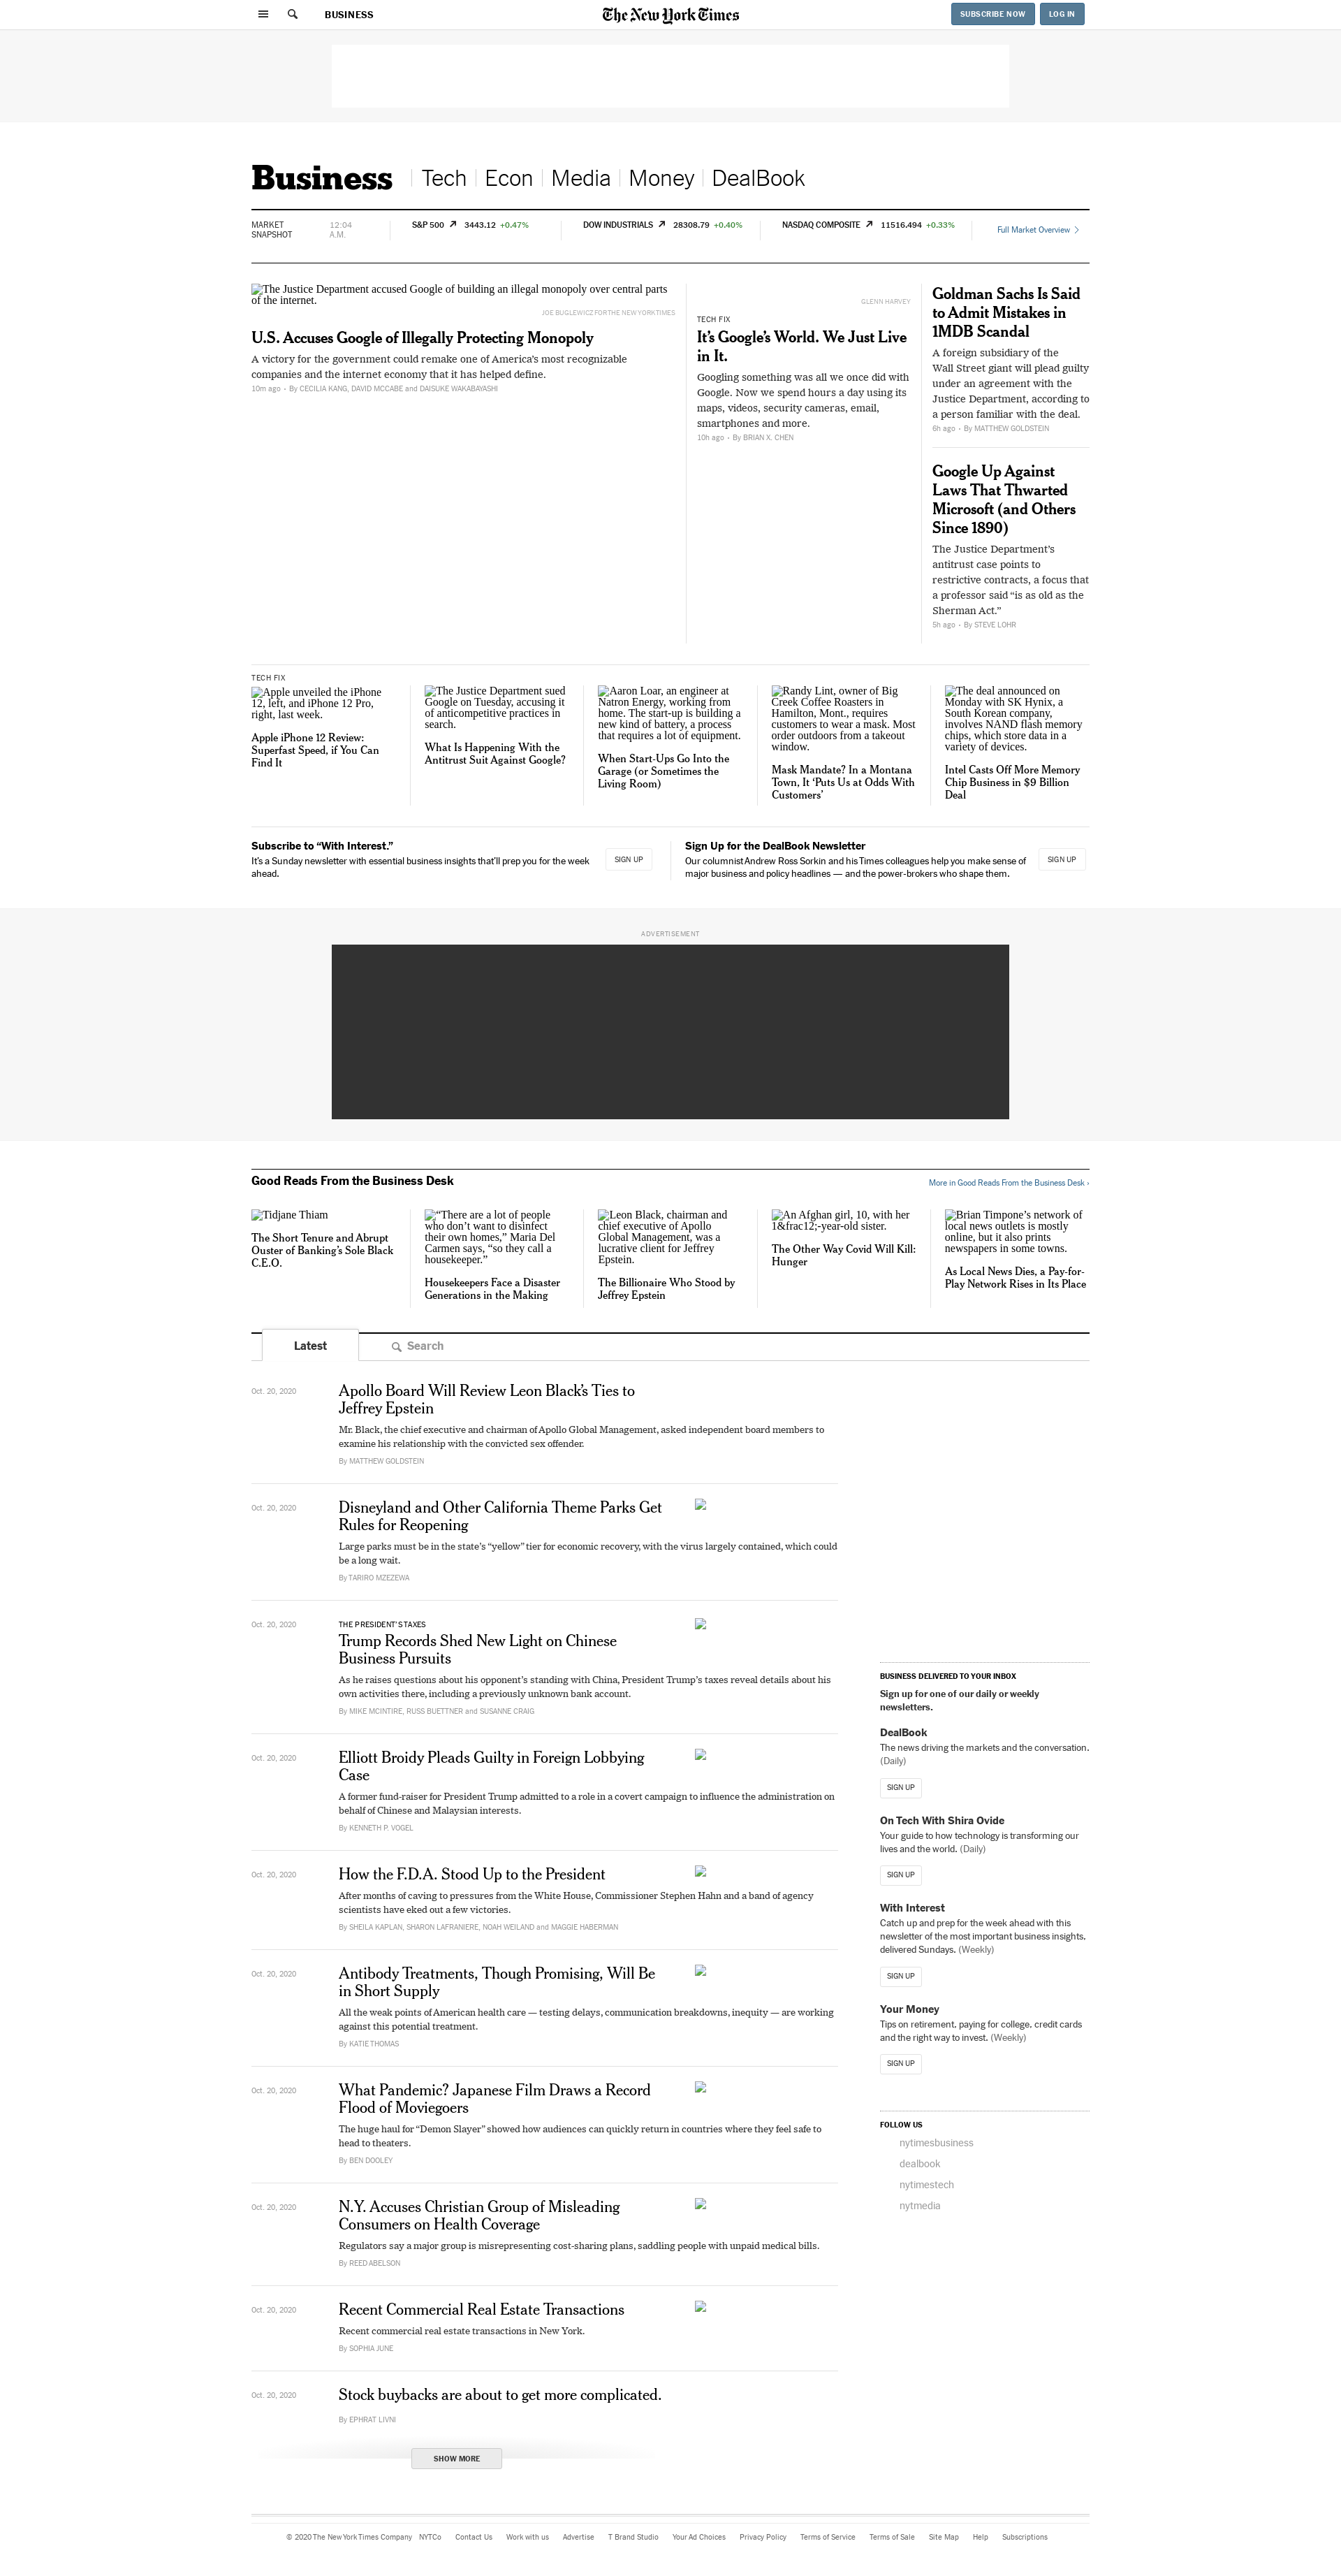 BUSINESS
The New York Times
SUBSCRIBE NOW
LOG IN
Business
Tech
Econ
Media
Money
DealBook
MARKET
SNAPSHOT
12:04
A.M.
S&P 500 3443.12 +0.47%
DOW INDUSTRIALS 28308.79 +0.40%
NASDAQ COMPOSITE 11516.494 +0.33%
Full Market Overview
The Justice Department accused Google of building an illegal monopoly over central parts
of the internet.
JOE BUGLEWICZ FOR THE NEW YORK TIMES
U.S. Accuses Google of Illegally Protecting Monopoly
A victory for the government could remake one of America's most recognizable
companies and the internet economy that it has helped define.
10m ago • By CECILIA KANG, DAVID MCCABE and DAISUKE WAKABAYASHI
GLENN HARVEY
TECH FIX
It's Google's World. We Just Live
in It.
Googling something was all we once did with
Google. Now we spend hours a day using its
maps, videos, security cameras, email,
smartphones and more.
10h ago • By BRIAN X. CHEN
Goldman Sachs Is Said
to Admit Mistakes in
1MDB Scandal
A foreign subsidiary of the
Wall Street giant will plead guilty
under an agreement with the
Justice Department, according to
a person familiar with the deal.
6h ago • By MATTHEW GOLDSTEIN
Google Up Against
Laws That Thwarted
Microsoft (and Others
Since 1890)
The Justice Department's
antitrust case points to
restrictive contracts, a focus that
a professor said “is as old as the
Sherman Act.”
5h ago • By STEVE LOHR
TECH FIX
Apple unveiled the iPhone
12, left, and iPhone 12 Pro,
right, last week.
Apple iPhone 12 Review:
Superfast Speed, if You Can
Find It
The Justice Department sued
Google on Tuesday, accusing it
of anticompetitive practices in
search.
What Is Happening With the
Antitrust Suit Against Google?
Aaron Loar, an engineer at
Natron Energy, working from
home. The start-up is building a
new kind of battery, a process
that requires a lot of equipment.
When Start-Ups Go Into the
Garage (or Sometimes the
Living Room)
Randy Lint, owner of Big
Creek Coffee Roasters in
Hamilton, Mont., requires
customers to wear a mask. Most
order outdoors from a takeout
window.
Mask Mandate? In a Montana
Town, It ‘Puts Us at Odds With
Customers’
The deal announced on
Monday with SK Hynix, a
South Korean company,
involves NAND flash memory
chips, which store data in a
variety of devices.
Intel Casts Off More Memory
Chip Business in $9 Billion
Deal
Subscribe to “With Interest.”
It's a Sunday newsletter with essential business insights that'll prep you for the week
ahead.
SIGN UP
Sign Up for the DealBook Newsletter
Our columnist Andrew Ross Sorkin and his Times colleagues help you make sense of
major business and policy headlines — and the power-brokers who shape them.
SIGN UP
ADVERTISEMENT
Good Reads From the Business Desk
More in Good Reads From the Business Desk ›
Tidjane Thiam
The Short Tenure and Abrupt
Ouster of Banking's Sole Black
C.E.O.
“There are a lot of people
who don’t want to disinfect
their own homes,” Maria Del
Carmen says, “so they call a
housekeeper.”
Housekeepers Face a Disaster
Generations in the Making
Leon Black, chairman and
chief executive of Apollo
Global Management, was a
lucrative client for Jeffrey
Epstein.
The Billionaire Who Stood by
Jeffrey Epstein
An Afghan girl, 10, with her
1&frac12;-year-old sister.
The Other Way Covid Will Kill:
Hunger
Brian Timpone’s network of
local news outlets is mostly
online, but it also prints
newspapers in some towns.
As Local News Dies, a Pay-for-
Play Network Rises in Its Place
Latest
Search
Oct. 20, 2020
Apollo Board Will Review Leon Black's Ties to
Jeffrey Epstein
Mr. Black, the chief executive and chairman of Apollo Global Management, asked independent board members to
examine his relationship with the convicted sex offender.
By MATTHEW GOLDSTEIN
Oct. 20, 2020
Disneyland and Other California Theme Parks Get
Rules for Reopening
Large parks must be in the state's “yellow” tier for economic recovery, with the virus largely contained, which could
be a long wait.
By TARIRO MZEZEWA
Oct. 20, 2020
THE PRESIDENT'S TAXES
Trump Records Shed New Light on Chinese
Business Pursuits
As he raises questions about his opponent's standing with China, President Trump's taxes reveal details about his
own activities there, including a previously unknown bank account.
By MIKE MCINTIRE, RUSS BUETTNER and SUSANNE CRAIG
Oct. 20, 2020
Elliott Broidy Pleads Guilty in Foreign Lobbying
Case
A former fund-raiser for President Trump admitted to a role in a covert campaign to influence the administration on
behalf of Chinese and Malaysian interests.
By KENNETH P. VOGEL
Oct. 20, 2020
How the F.D.A. Stood Up to the President
After months of caving to pressures from the White House, Commissioner Stephen Hahn and a band of agency
scientists have eked out a few victories.
By SHEILA KAPLAN, SHARON LAFRANIERE, NOAH WEILAND and MAGGIE HABERMAN
Oct. 20, 2020
Antibody Treatments, Though Promising, Will Be
in Short Supply
All the weak points of American health care — testing delays, communication breakdowns, inequity — are working
against this potential treatment.
By KATIE THOMAS
Oct. 20, 2020
What Pandemic? Japanese Film Draws a Record
Flood of Moviegoers
The huge haul for “Demon Slayer” showed how audiences can quickly return in countries where they feel safe to
head to theaters.
By BEN DOOLEY
Oct. 20, 2020
N.Y. Accuses Christian Group of Misleading
Consumers on Health Coverage
Regulators say a major group is misrepresenting cost-sharing plans, saddling people with unpaid medical bills.
By REED ABELSON
Oct. 20, 2020
Recent Commercial Real Estate Transactions
Recent commercial real estate transactions in New York.
By SOPHIA JUNE
Oct. 20, 2020
Stock buybacks are about to get more complicated.
By EPHRAT LIVNI
SHOW MORE
BUSINESS DELIVERED TO YOUR INBOX
Sign up for one of our daily or weekly
newsletters.
DealBook
The news driving the markets and the conversation.
(Daily)
SIGN UP
On Tech With Shira Ovide
Your guide to how technology is transforming our
lives and the world. (Daily)
SIGN UP
With Interest
Catch up and prep for the week ahead with this
newsletter of the most important business insights,
delivered Sundays. (Weekly)
SIGN UP
Your Money
Tips on retirement, paying for college, credit cards
and the right way to invest. (Weekly)
SIGN UP
FOLLOW US
nytimesbusiness
dealbook
nytimestech
nytmedia
© 2020 The New York Times Company NYTCo Contact Us Work with us Advertise T Brand Studio Your Ad Choices Privacy Policy Terms of Service Terms of Sale Site Map Help Subscriptions